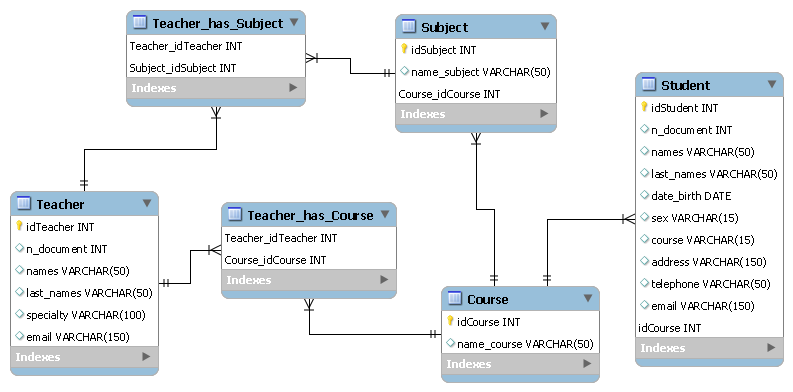 Teacher_has_Subject
Teacher_idTeacher INT
Subject_idSubject INT
Indexes
Subject
idSubject INT
name_subject VARCHAR(50)
Course_idCourse INT
Indexes
Student
idStudent INT
n_document INT
names VARCHAR(50)
last_names VARCHAR(50)
date_birth DATE
sex VARCHAR(15)
course VARCHAR(15)
address VARCHAR(150)
telephone VARCHAR(50)
email VARCHAR(150)
idCourse INT
Indexes
Teacher
idTeacher INT
n_document INT
names VARCHAR(50)
last_names VARCHAR(50)
specialty VARCHAR(100)
email VARCHAR(150)
Indexes
Teacher_has_Course
Teacher_idTeacher INT
Course_idCourse INT
Indexes
Course
idCourse INT
name_course VARCHAR(50)
Indexes